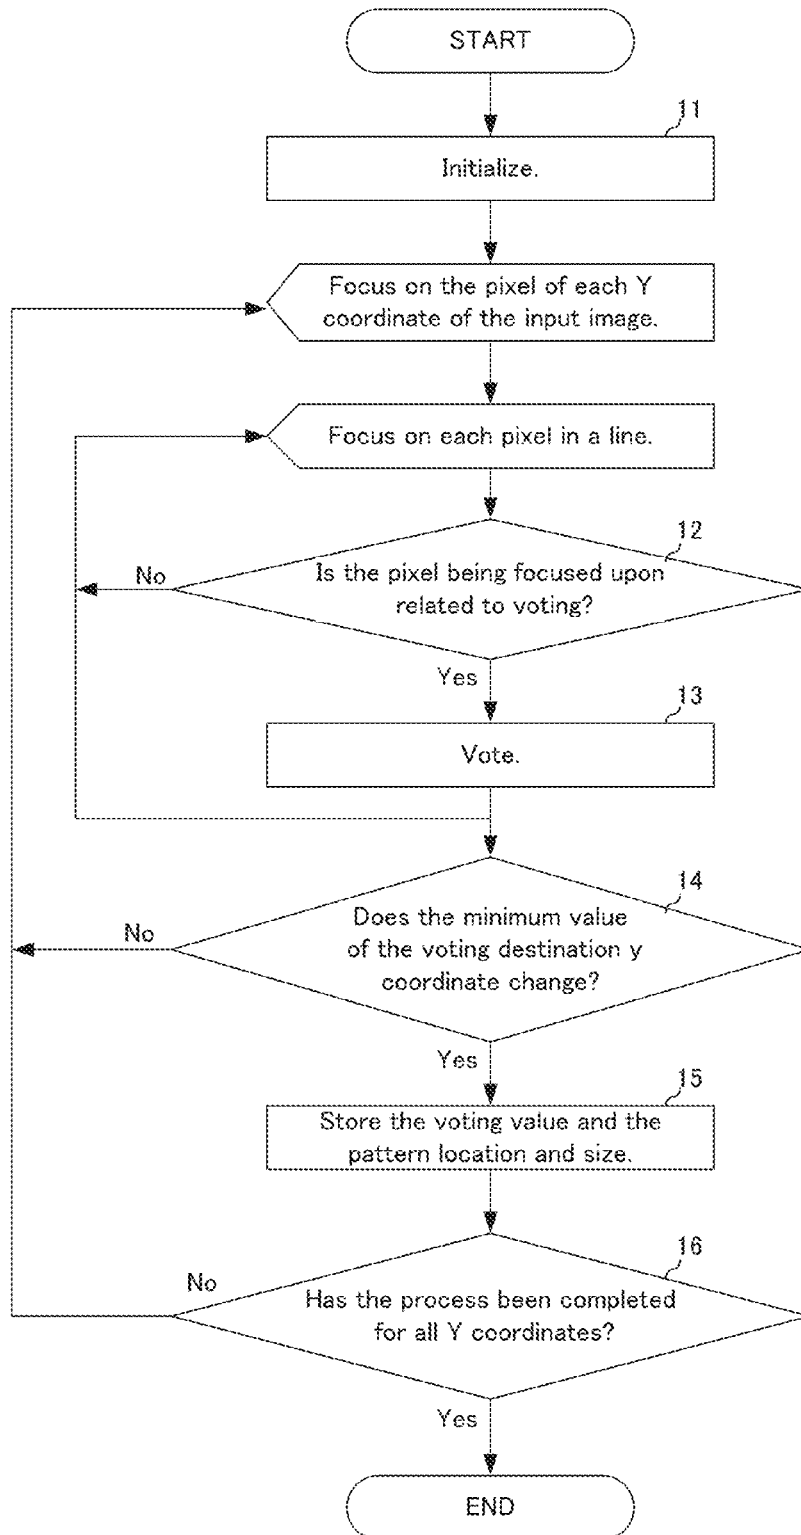 START
11
Initialize.
Focus on the pixel of each Y
coordinate of the input image.
Focus on each pixel in a line.
12
No
Is the pixel being focused upon
related to voting?
Yes
13
Vote.
14
No
Does the minimum value
of the voting destination y
coordinate change?
Yes
15
Store the voting value and the
pattern location and size.
16
No
Has the process been completed
for all Y coordinates?
Yes
END